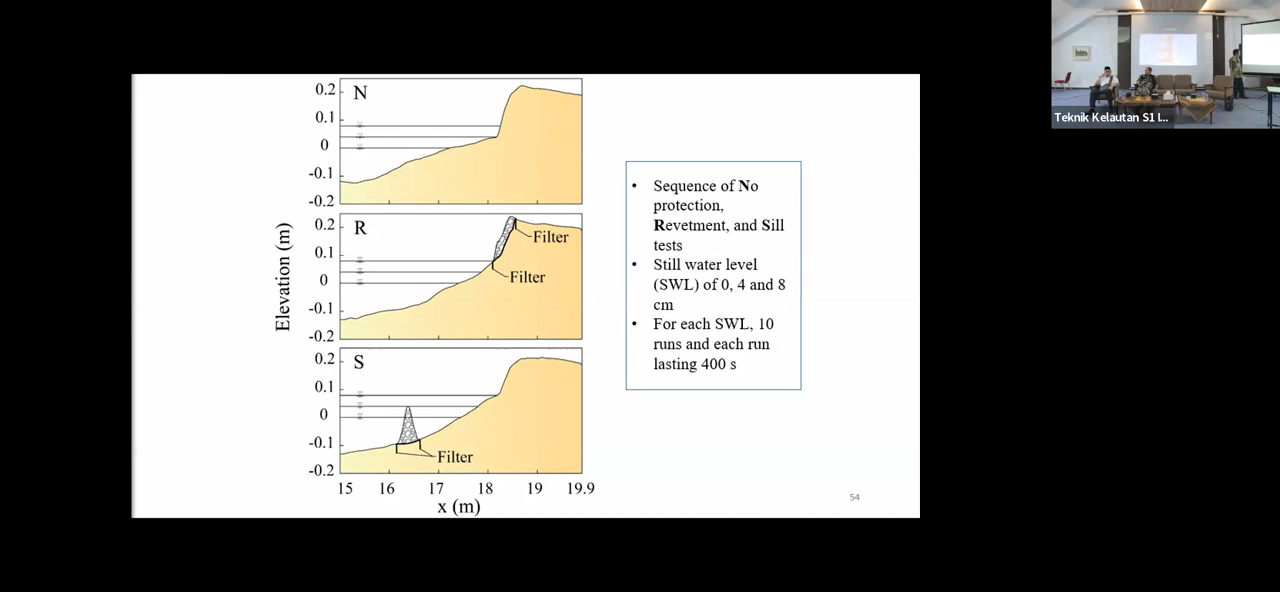 Teknik Kelautan S1 I...
N
0.2
0.1
0
-0.1
-0.2
R
0.2
0.1
0
-0.1
-0.2
Filter
Filter
S
0.2
0.1
0
-0.1
-0.2
Filter
Elevation (m)
15 16 17 18 19 19.9
x (m)
• Sequence of No
protection,
Revetment, and Sill
tests
• Still water level
(SWL) of 0, 4 and 8
cm
• For each SWL, 10
runs and each run
lasting 400 s
54